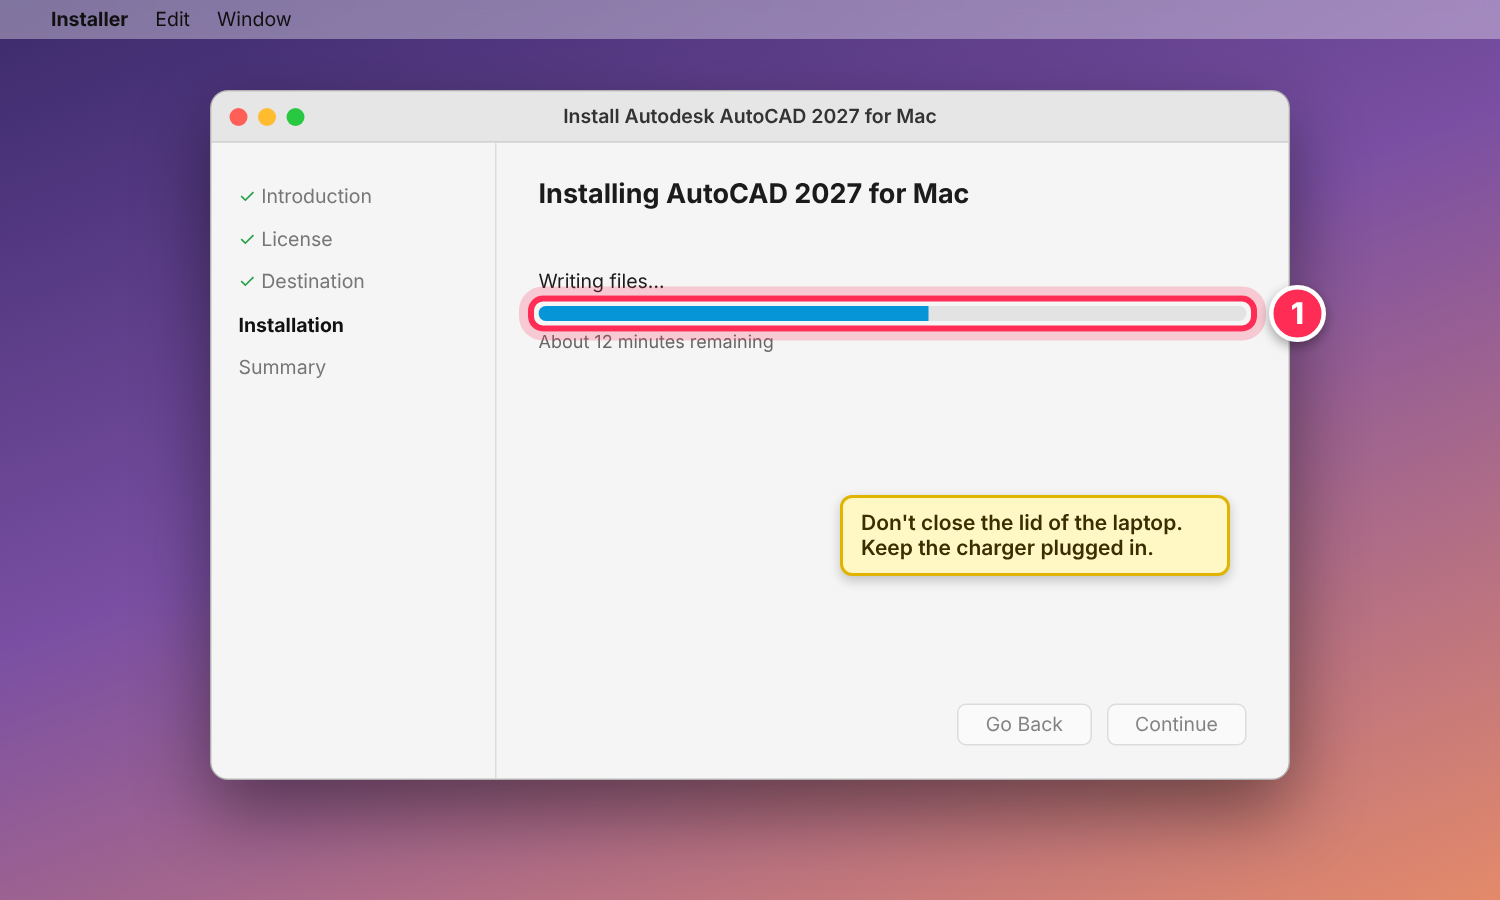 Installer Edit Window
Install Autodesk AutoCAD 2027 for Mac
✓ Introduction
✓ License
✓ Destination
Installation
Summary
Installing AutoCAD 2027 for Mac
Writing files...
1
About 12 minutes remaining
Don't close the lid of the laptop.
Keep the charger plugged in.
Go Back Continue